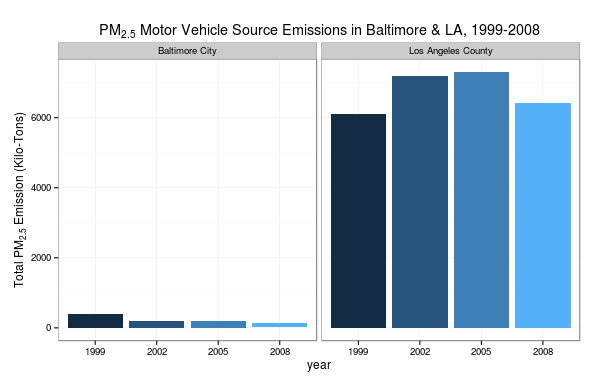 PM2.5 Motor Vehicle Source Emissions in Baltimore & LA, 1999-2008
Baltimore City
Los Angeles County
Total PM2.5 Emission (Kilo-Tons)
6000
4000
2000
0
1999 2002 2005 2008
1999 2002 2005 2008
year